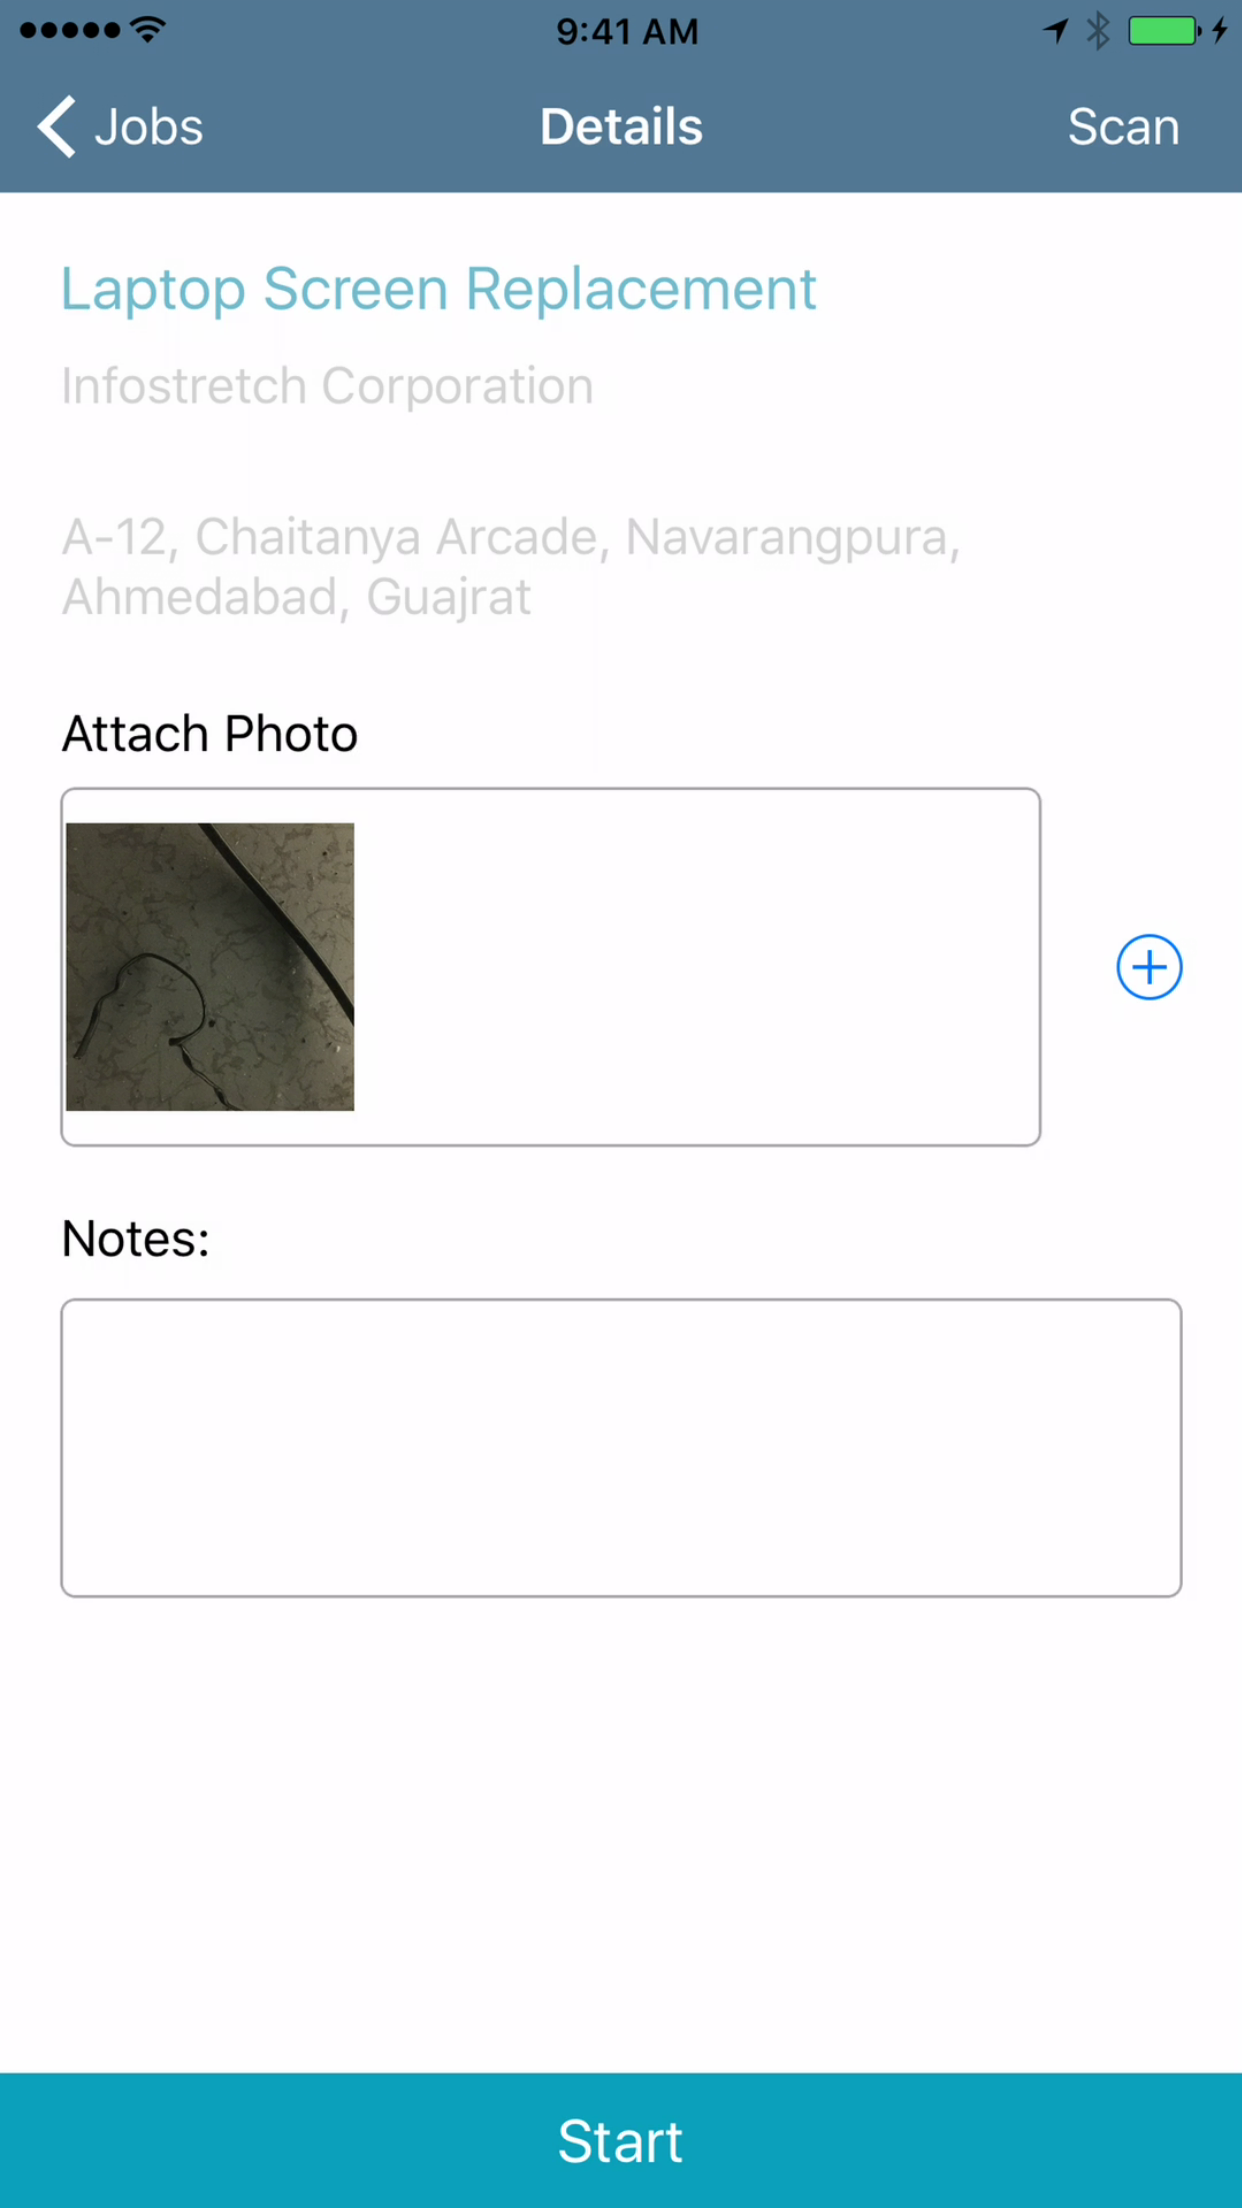 9:41 AM
Jobs
Details
Scan
Laptop Screen Replacement
Infostretch Corporation
A-12, Chaitanya Arcade, Navarangpura,
Ahmedabad, Guajrat
Attach Photo
Notes:
Start